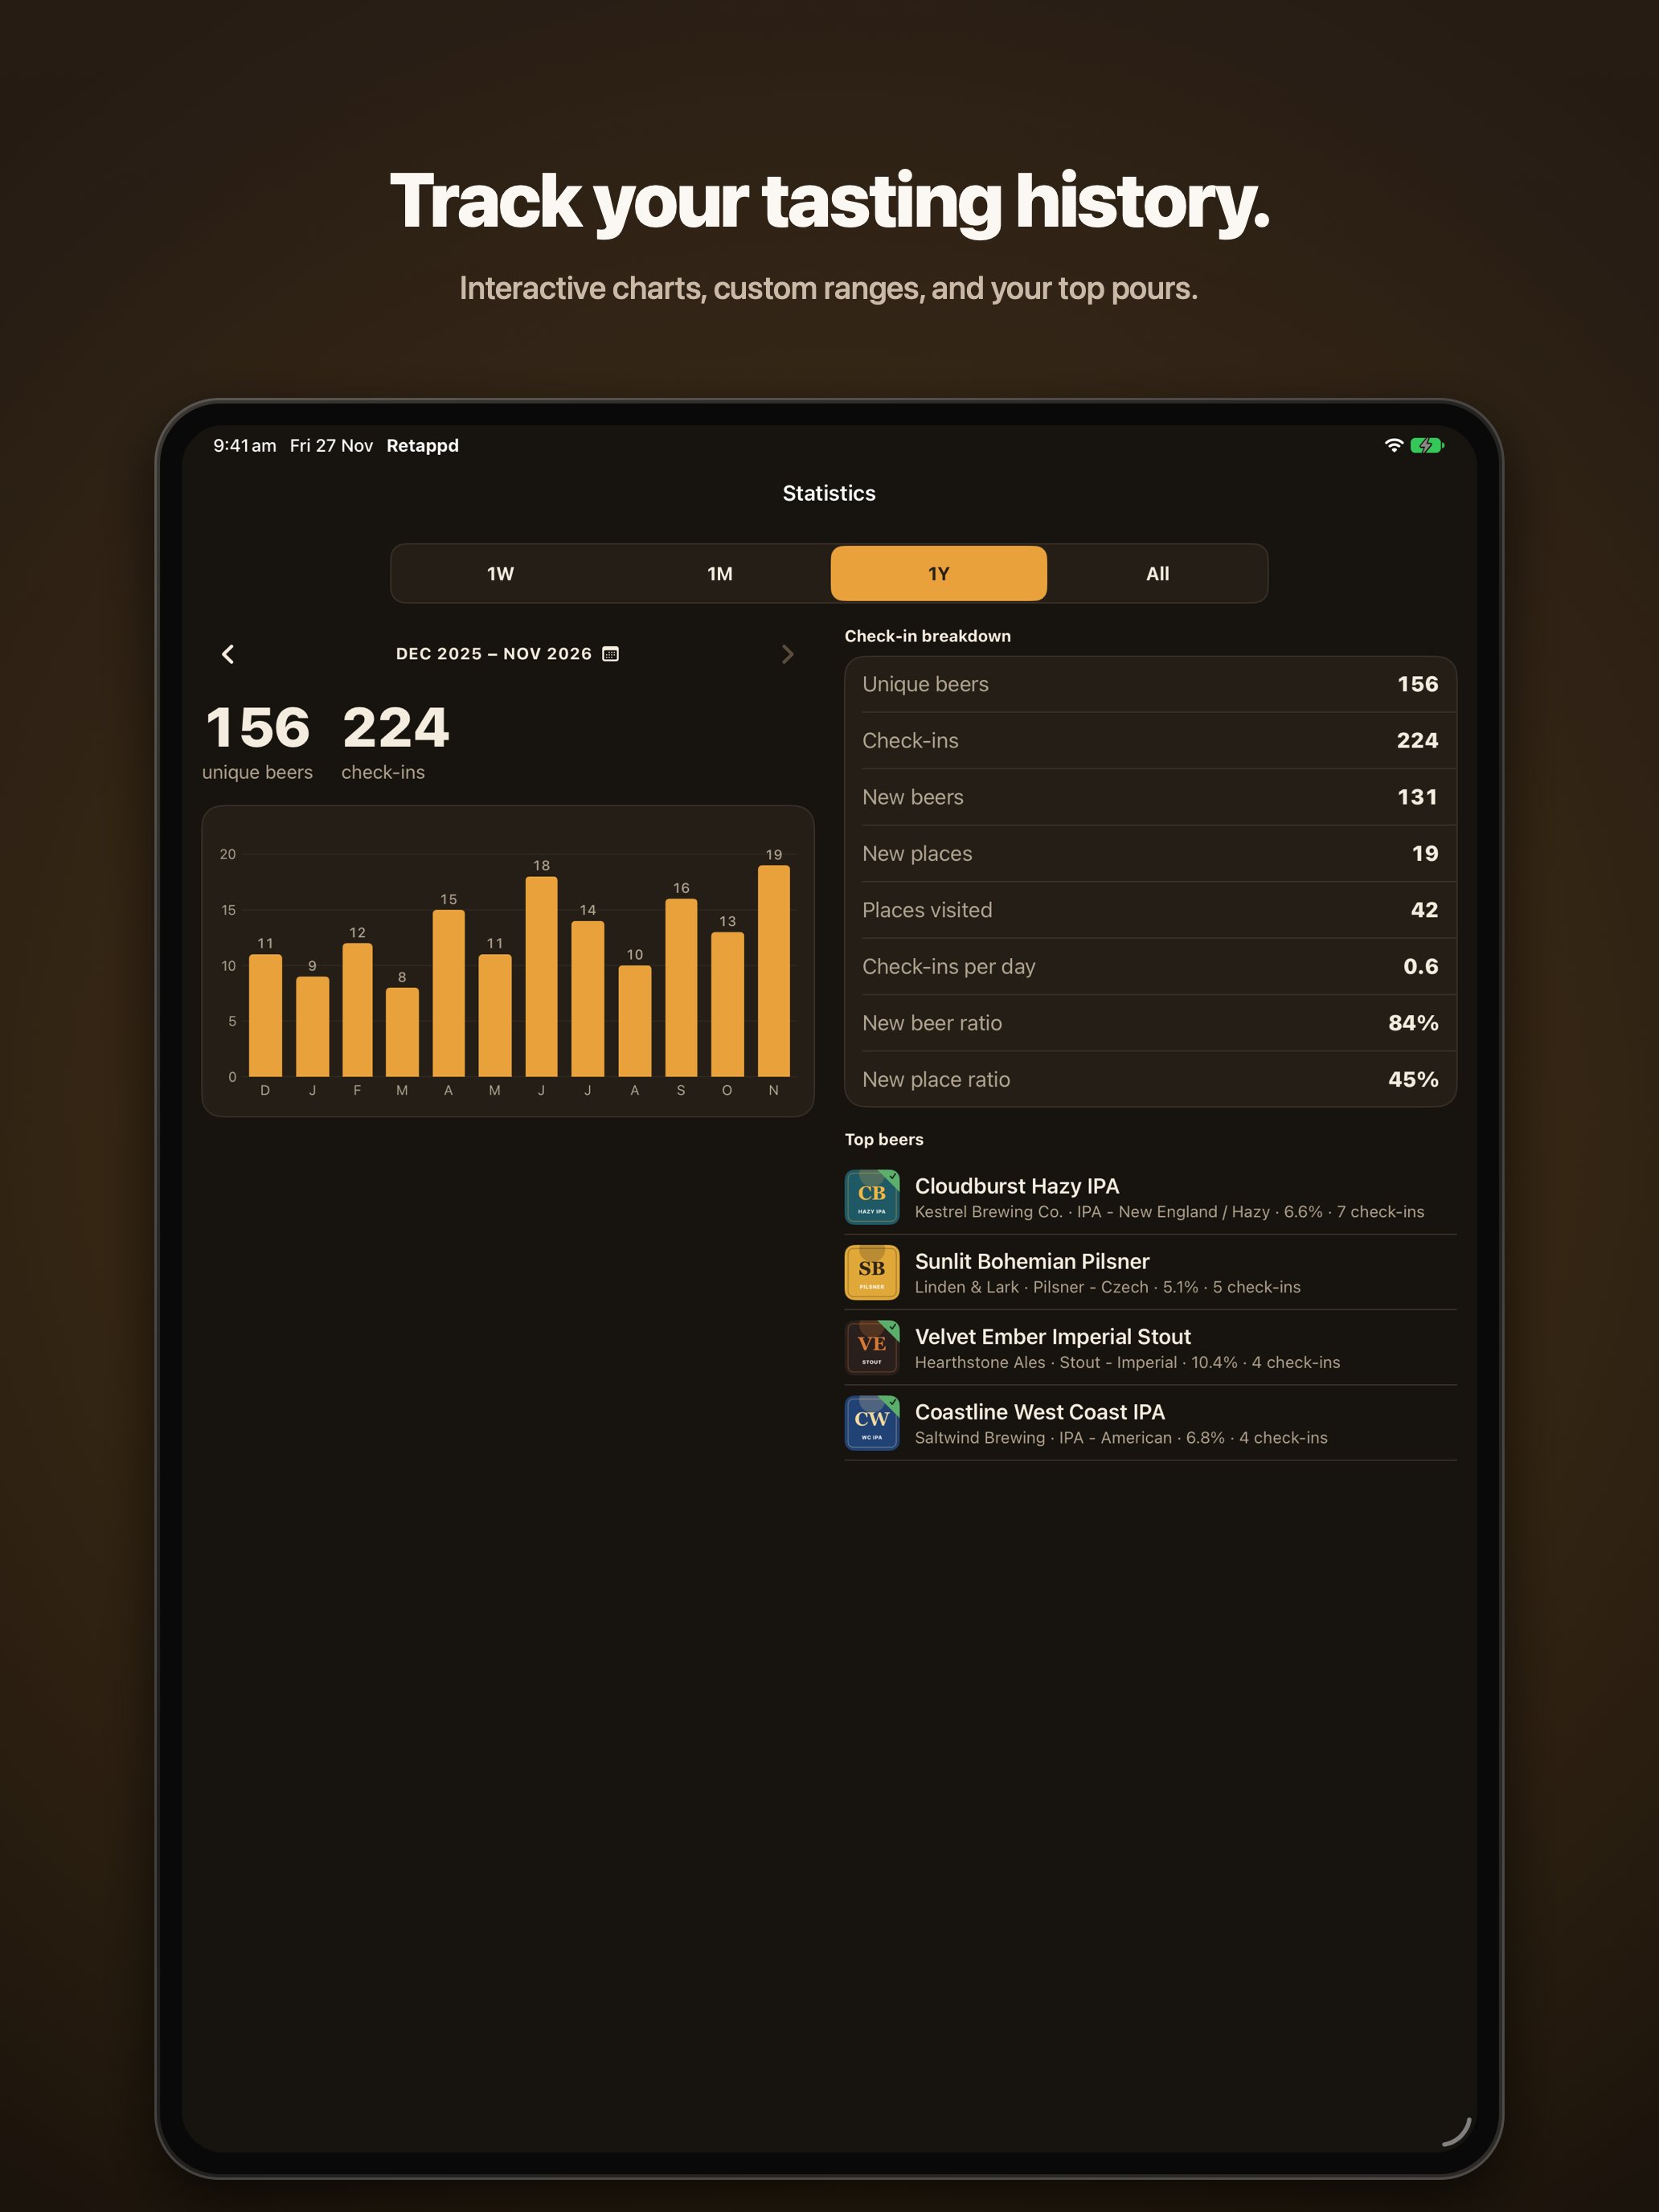 Track your tasting history.
Interactive charts, custom ranges, and your top pours.
9:41 am Fri 27 Nov Retappd
Statistics
1W 1M 1Y All
DEC 2025 – NOV 2026
156 224
unique beers check-ins
20
15
10
5
0
11 9 12 8 15 11 18 14 10 16 13 19
D J F M A M J J A S O N
Check-in breakdown
Unique beers 156
Check-ins 224
New beers 131
New places 19
Places visited 42
Check-ins per day 0.6
New beer ratio 84%
New place ratio 45%
Top beers
CB
HAZY IPA
Cloudburst Hazy IPA
Kestrel Brewing Co. · IPA - New England / Hazy · 6.6% · 7 check-ins
SB
PILSNER
Sunlit Bohemian Pilsner
Linden & Lark · Pilsner - Czech · 5.1% · 5 check-ins
VE
STOUT
Velvet Ember Imperial Stout
Hearthstone Ales · Stout - Imperial · 10.4% · 4 check-ins
CW
WC IPA
Coastline West Coast IPA
Saltwind Brewing · IPA - American · 6.8% · 4 check-ins